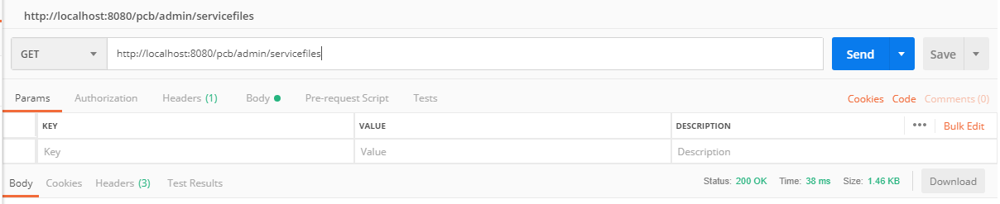 http://localhost:8080/pcb/admin/servicefiles
GET http://localhost:8080/pcb/admin/servicefiles Send Save
Params Authorization Headers (1) Body Pre-request Script Tests Cookies Code Comments (0)
KEY VALUE DESCRIPTION ••• Bulk Edit
Key Value Description
Body Cookies Headers (3) Test Results Status: 200 OK Time: 38 ms Size: 1.46 KB Download